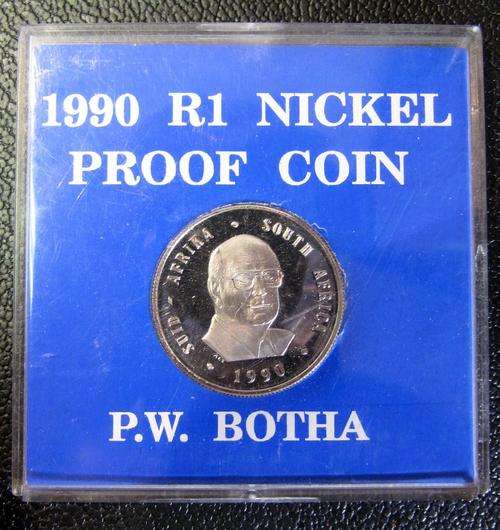 1990 R1 NICKEL
PROOF COIN
SUID-AFRIKA • SOUTH AFRICA
• 1990 •
P.W. BOTHA